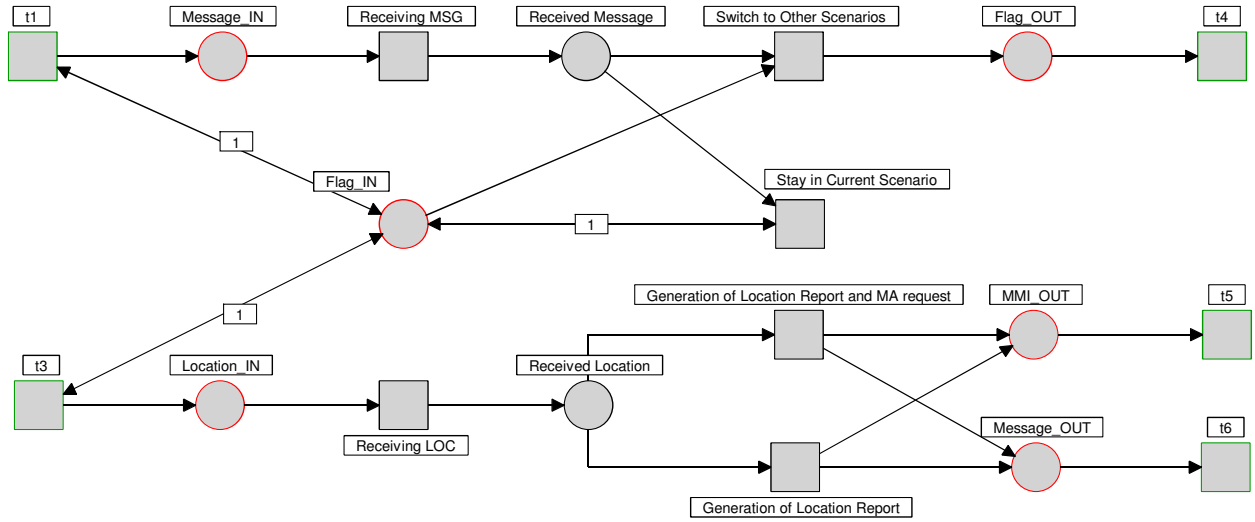 t1
Message_IN
Receiving MSG
Received Message
Switch to Other Scenarios
Flag_OUT
t4
1
Flag_IN
Stay in Current Scenario
1
1
Generation of Location Report and MA request
MMI_OUT
t5
t3
Location_IN
Received Location
Receiving LOC
Message_OUT
t6
Generation of Location Report